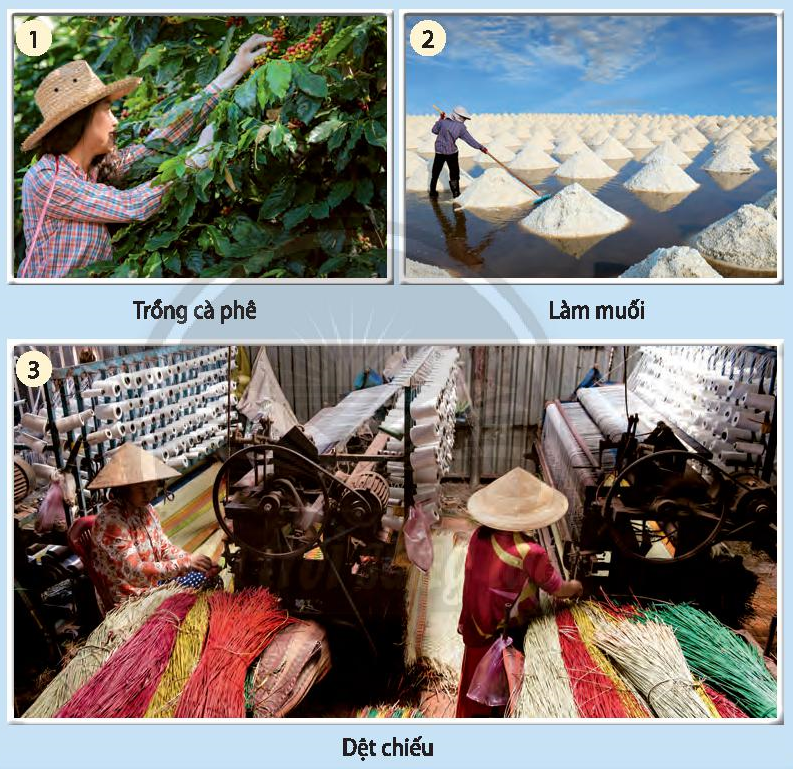 1
2
Trồng cà phê
Làm muối
3
Dệt chiếu